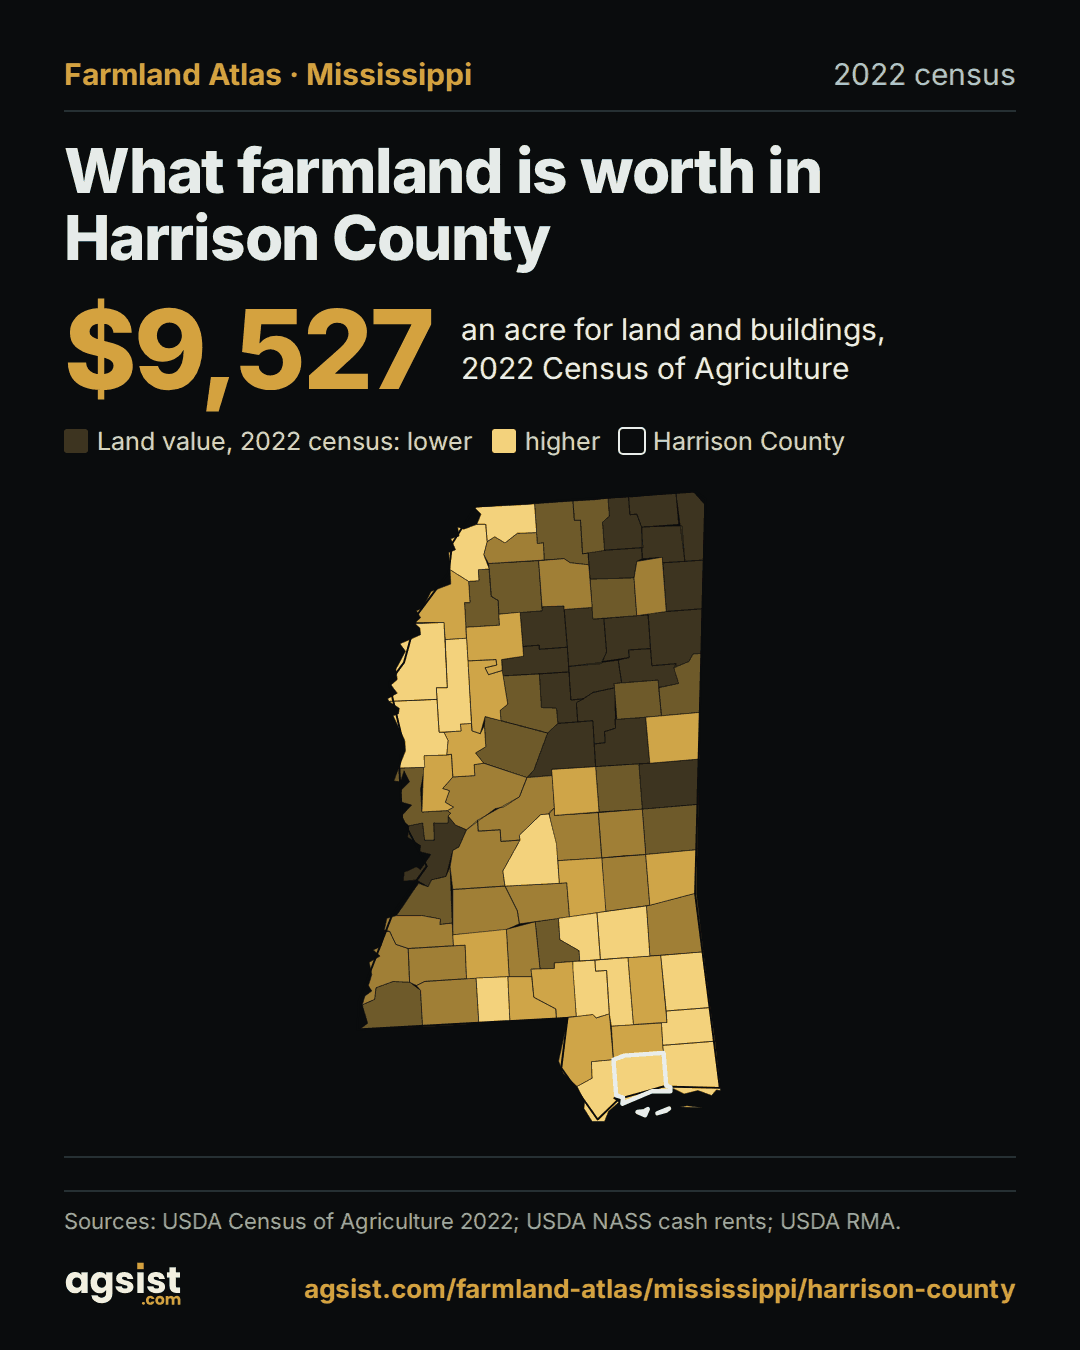 Farmland Atlas · Mississippi
2022 census
What farmland is worth in
Harrison County
$9,527
an acre for land and buildings,
2022 Census of Agriculture
Land value, 2022 census: lower
higher
Harrison County
Sources: USDA Census of Agriculture 2022; USDA NASS cash rents; USDA RMA.
agsist
.com
agsist.com/farmland-atlas/mississippi/harrison-county